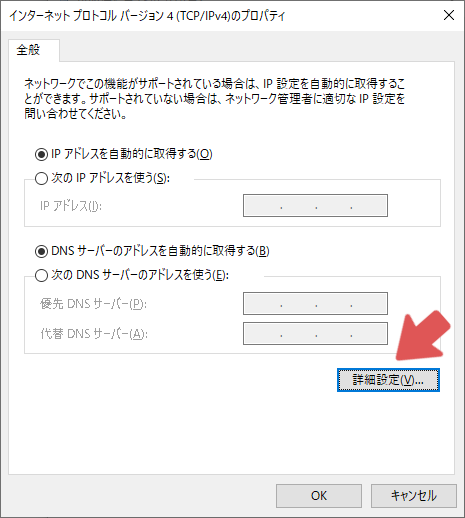 インターネット プロトコル バージョン 4 (TCP/IPv4)のプロパティ
全般
ネットワークでこの機能がサポートされている場合は、IP 設定を自動的に取得するこ
とができます。サポートされていない場合は、ネットワーク管理者に適切な IP 設定を
問い合わせてください。
IP アドレスを自動的に取得する(O)
次の IP アドレスを使う(S):
IP アドレス(I):
DNS サーバーのアドレスを自動的に取得する(B)
次の DNS サーバーのアドレスを使う(E):
優先 DNS サーバー(P):
代替 DNS サーバー(A):
詳細設定(V)...
OK キャンセル